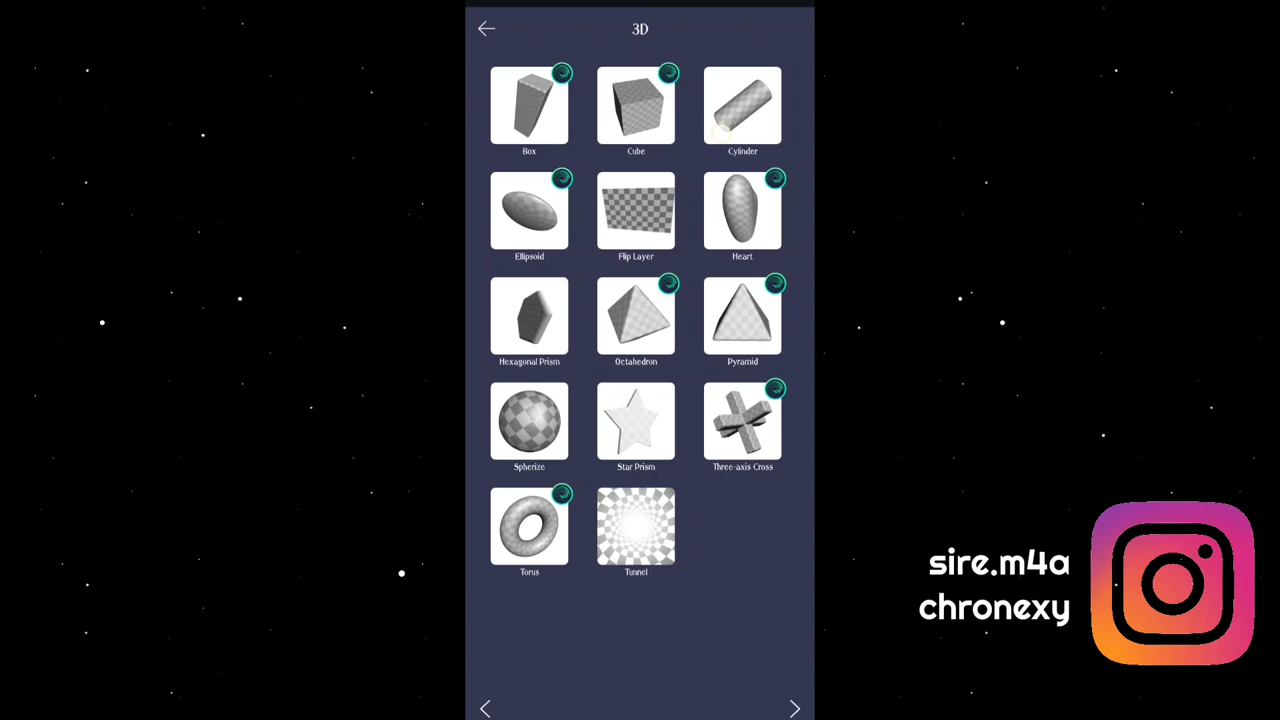 3D
Box
Cube
Cylinder
Ellipsoid
Flip Layer
Heart
Hexagonal Prism
Octahedron
Pyramid
Spherize
Star Prism
Three-axis Cross
Torus
Tunnel
sire.m4a
chronexy